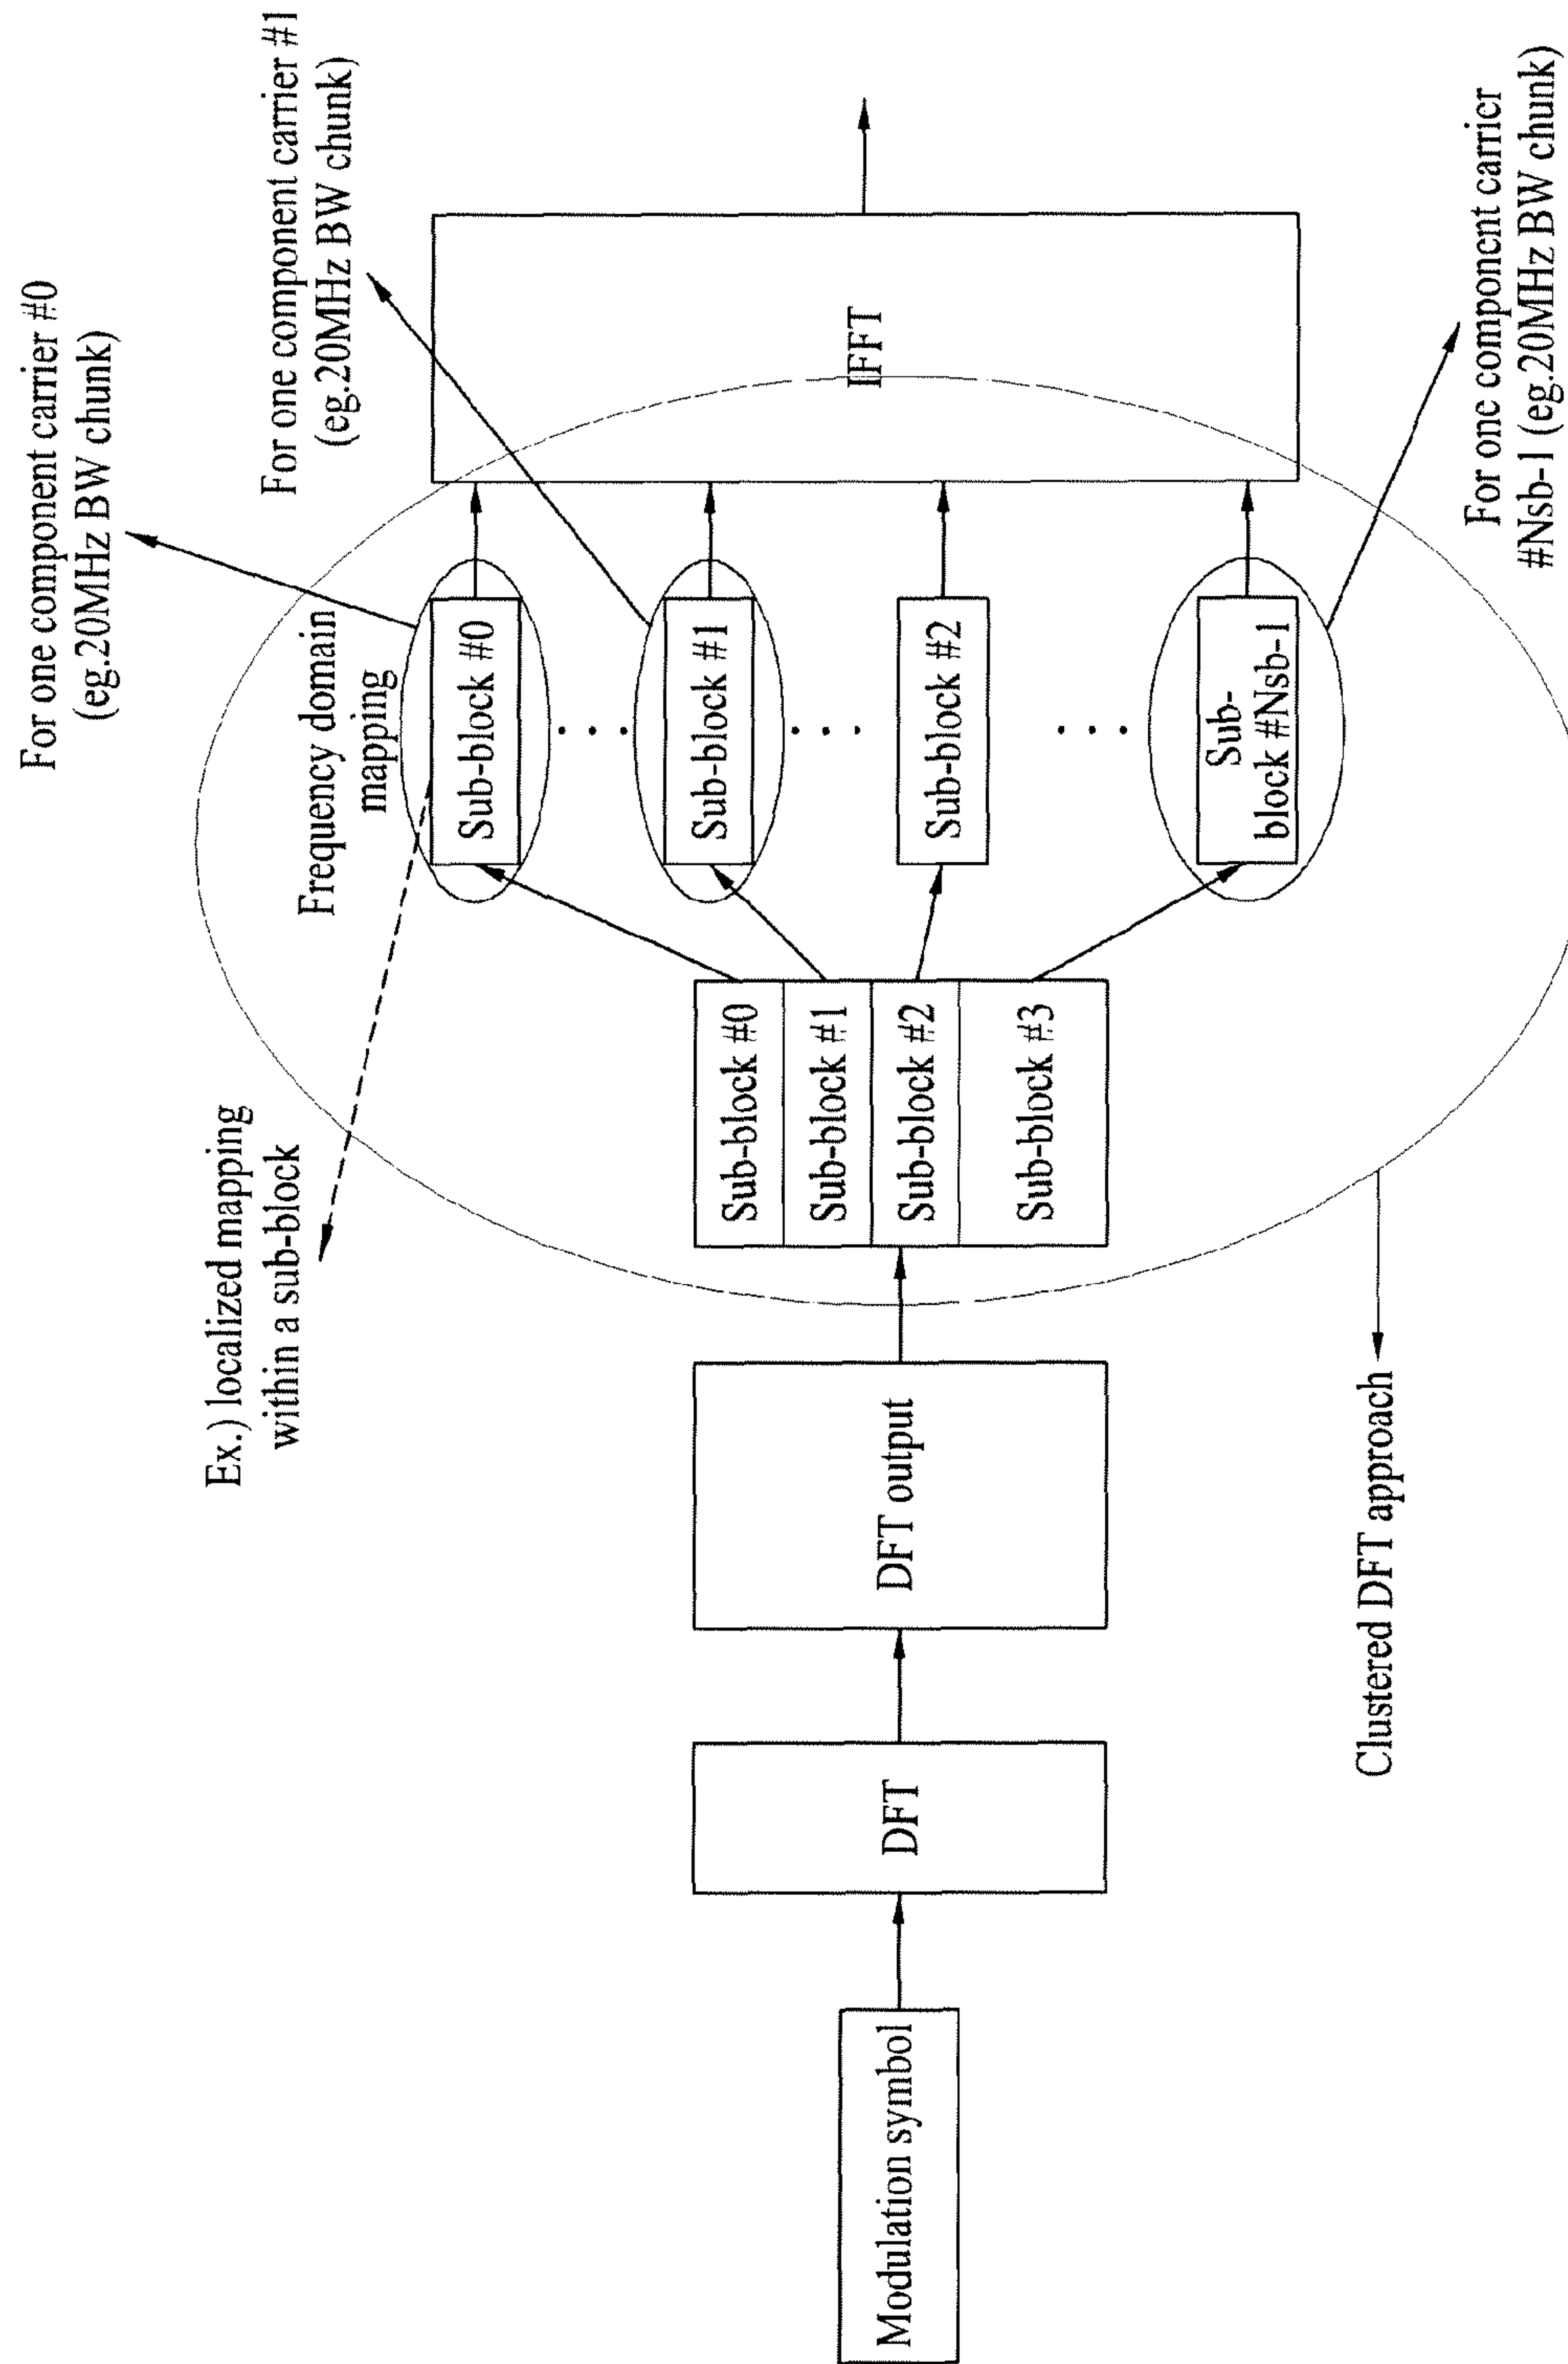 For one component carrier #0
(eg.20MHz BW chunk)
For one component carrier #1
(eg.20MHz BW chunk)
Ex.) localized mapping
within a sub-block
Frequency domain
mapping
Modulation symbol
DFT
DFT output
Sub-block #0
Sub-block #1
Sub-block #2
Sub-block #3
Sub-block #0
Sub-block #1
Sub-block #2
Sub-
block #Nsb-1
IFFT
Clustered DFT approach
For one component carrier
#Nsb-1 (eg.20MHz BW chunk)